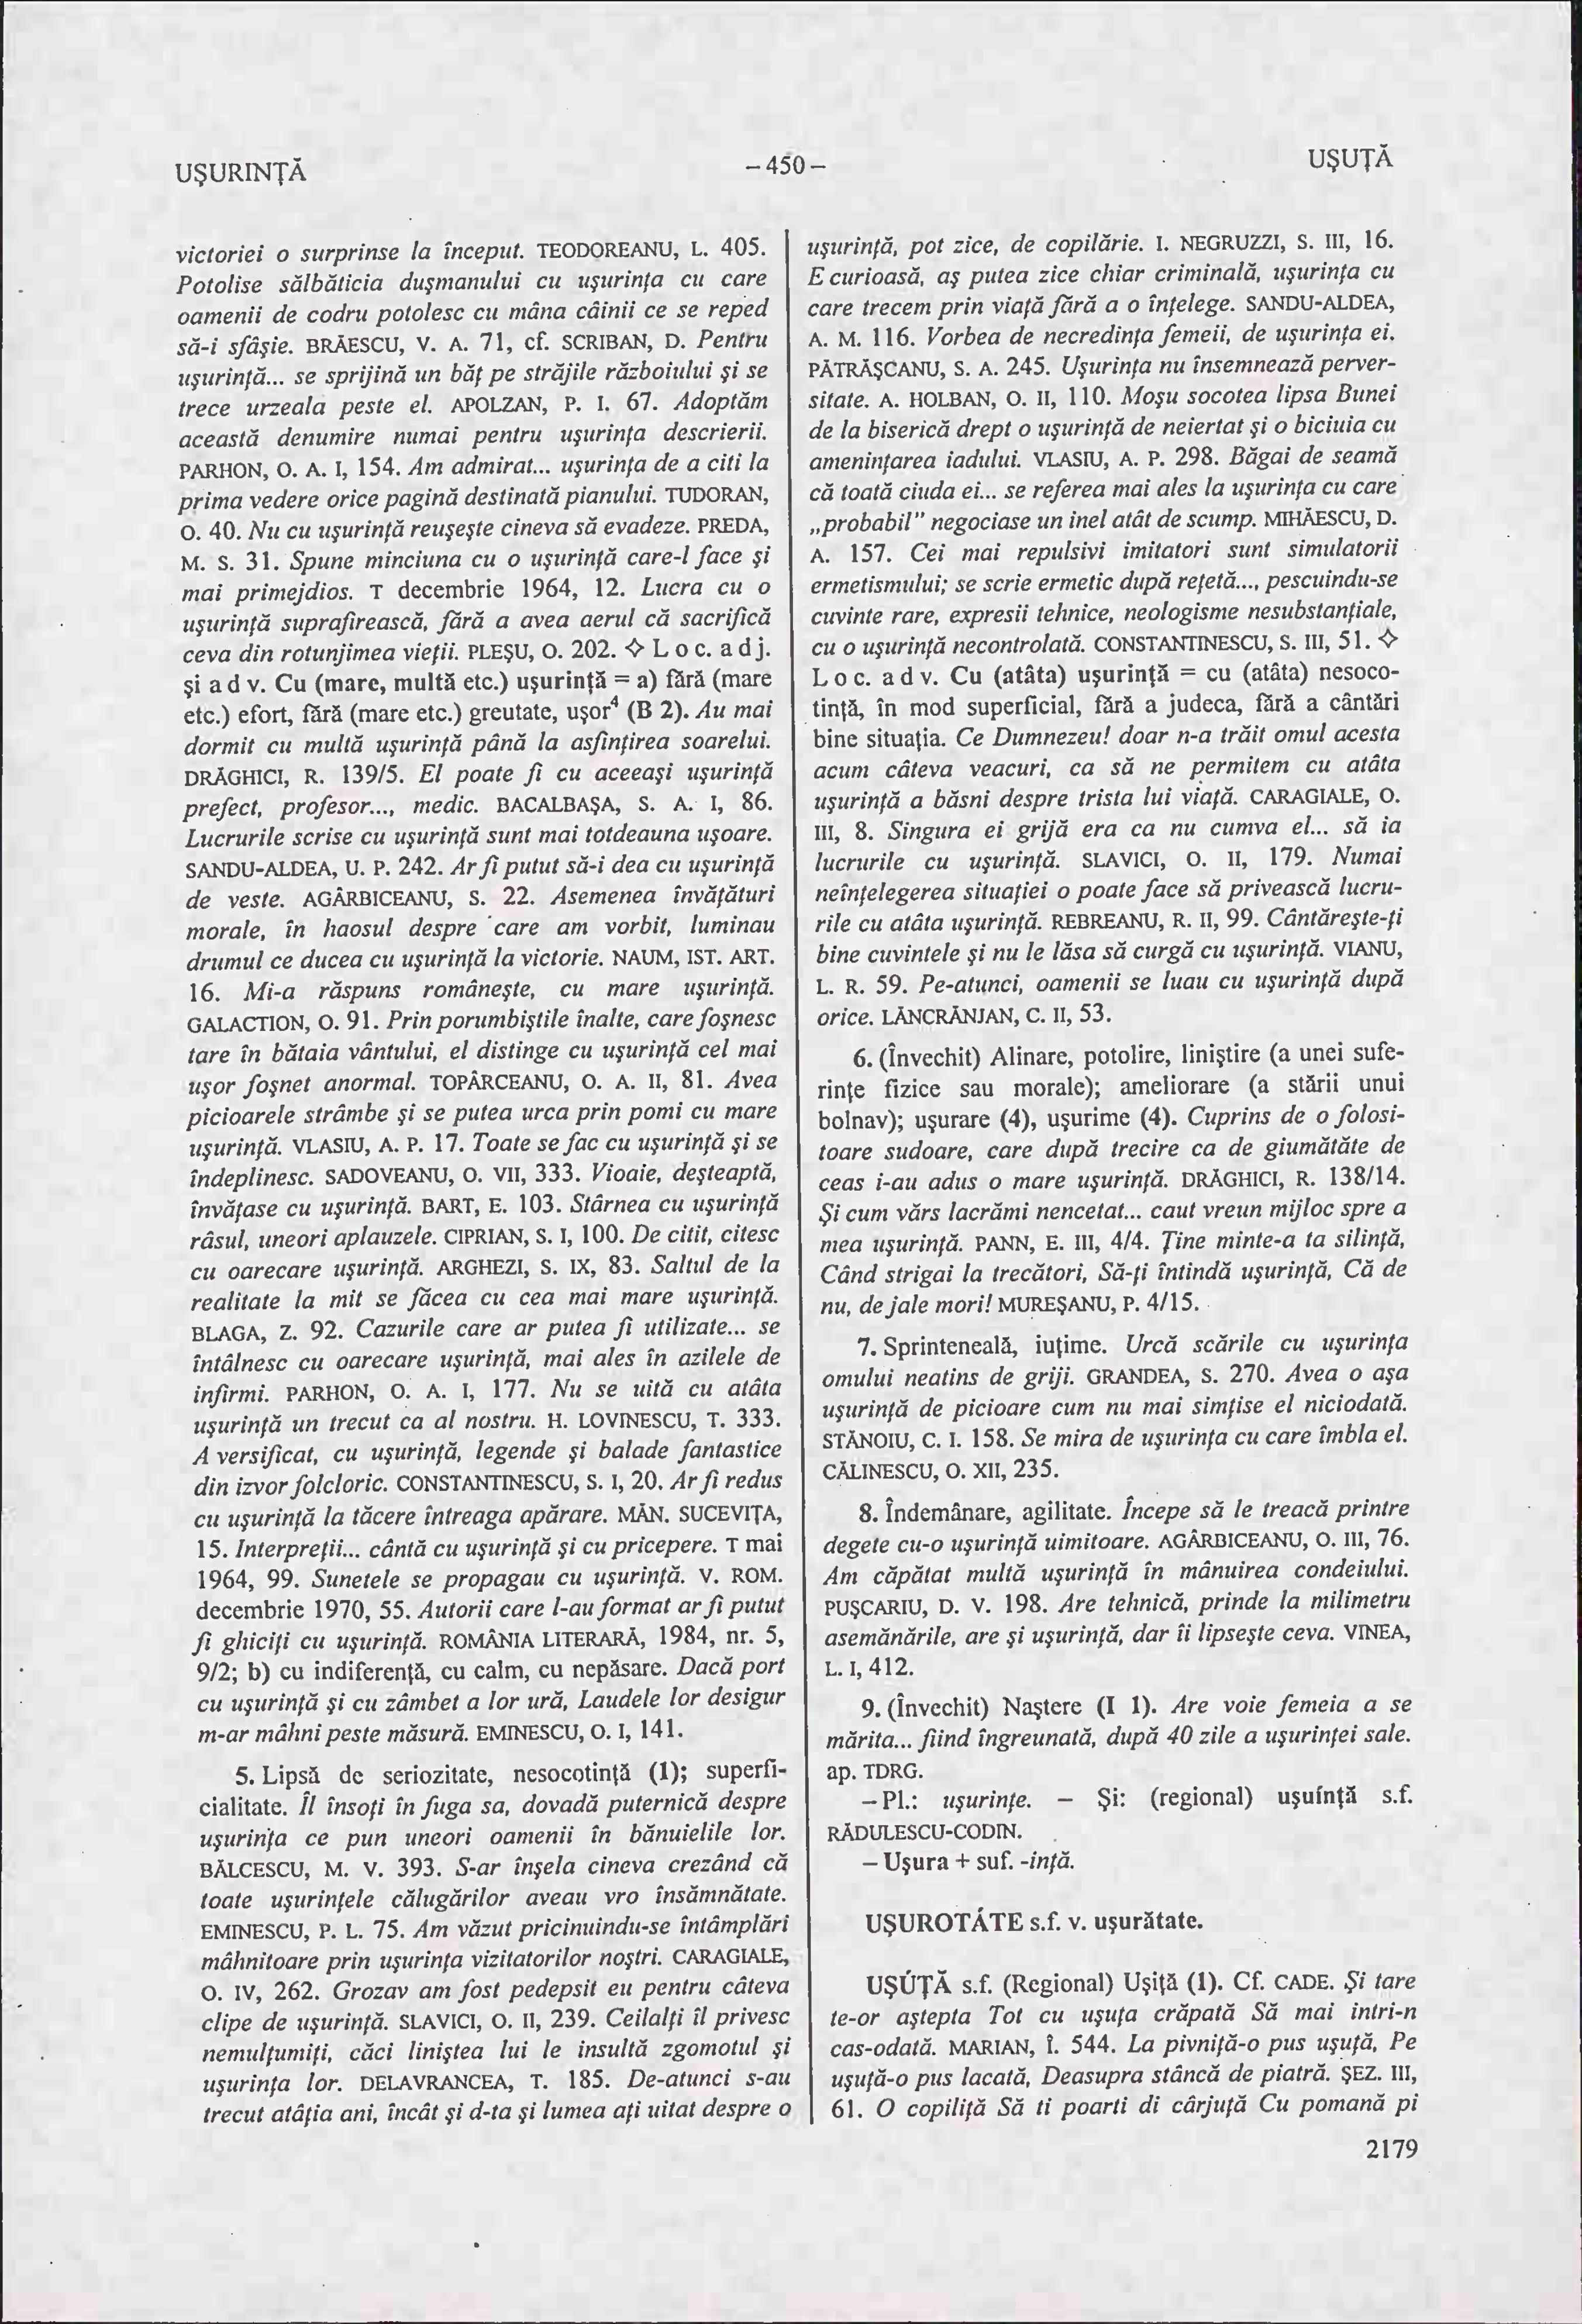 UŞURINŢĂ
– 450 –
UŞUŢĂ
victoriei o surprinse la început. TEODOREANU, L. 405.
Potolise sălbăticia duşmanului cu uşurinţa cu care
oamenii de codru potolesc cu mâna câinii ce se reped
să-i sfâşie. BRĂESCU, V. A. 71, cf. SCRIBAN, D. Pentru
uşurinţă... se sprijină un băţ pe străjile războiului şi se
trece urzeala peste el. APOLZAN, P. I. 67. Adoptăm
această denumire numai pentru uşurinţa descrierii.
PARHON, O. A. I, 154. Am admirat... uşurinţa de a citi la
prima vedere orice pagină destinată pianului. TUDORAN,
O. 40. Nu cu uşurinţă reuşeşte cineva să evadeze. PREDA,
M. S. 31. Spune minciuna cu o uşurinţă care-l face şi
mai primejdios. T decembrie 1964, 12. Lucra cu o
uşurinţă suprafirească, fără a avea aerul că sacrifică
ceva din rotunjimea vieţii. PLEŞU, O. 202. ◇ Loc. adj.
şi adv. Cu (mare, multă etc.) uşurinţă = a) fără (mare
etc.) efort, fără (mare etc.) greutate, uşor⁴ (B 2). Au mai
dormit cu multă uşurinţă până la asfinţirea soarelui.
DRĂGHICI, R. 139/5. El poate fi cu aceeaşi uşurinţă
prefect, profesor..., medic. BACALBAŞA, S. A. I, 86.
Lucrurile scrise cu uşurinţă sunt mai totdeauna uşoare.
SANDU-ALDEA, U. P. 242. Ar fi putut să-i dea cu uşurinţă
de veste. AGÂRBICEANU, S. 22. Asemenea învăţături
morale, în haosul despre care am vorbit, luminau
drumul ce ducea cu uşurinţă la victorie. NAUM, IST. ART.
16. Mi-a răspuns româneşte, cu mare uşurinţă.
GALACTION, O. 91. Prin porumbiştile înalte, care foşnesc
tare în bătaia vântului, el distinge cu uşurinţă cel mai
uşor foşnet anormal. TOPÂRCEANU, O. A. II, 81. Avea
picioarele strâmbe şi se putea urca prin pomi cu mare
uşurinţă. VLASIU, A. P. 17. Toate se fac cu uşurinţă şi se
îndeplinesc. SADOVEANU, O. VII, 333. Vioaie, deşteaptă,
învăţase cu uşurinţă. BART, E. 103. Stârnea cu uşurinţă
râsul, uneori aplauzele. CIPRIAN, S. I, 100. De citit, citesc
cu oarecare uşurinţă. ARGHEZI, S. IX, 83. Saltul de la
realitate la mit se făcea cu cea mai mare uşurinţă.
BLAGA, Z. 92. Cazurile care ar putea fi utilizate... se
întâlnesc cu oarecare uşurinţă, mai ales în azilele de
infirmi. PARHON, O. A. I, 177. Nu se uită cu atâta
uşurinţă un trecut ca al nostru. H. LOVINESCU, T. 333.
A versificat, cu uşurinţă, legende şi balade fantastice
din izvor folcloric. CONSTANTINESCU, S. I, 20. Ar fi redus
cu uşurinţă la tăcere întreaga apărare. MĂN. SUCEVIŢA,
15. Interpreţii... cântă cu uşurinţă şi cu pricepere. T mai
1964, 99. Sunetele se propagau cu uşurinţă. V. ROM.
decembrie 1970, 55. Autorii care l-au format ar fi putut
fi ghiciţi cu uşurinţă. ROMÂNIA LITERARĂ, 1984, nr. 5,
9/2; b) cu indiferenţă, cu calm, cu nepăsare. Dacă port
cu uşurinţă şi cu zâmbet a lor ură, Laudele lor desigur
m-ar mâhni peste măsură. EMINESCU, O. I, 141.
5. Lipsă de seriozitate, nesocotinţă (1); superfi-
cialitate. Îl însoţi în fuga sa, dovadă puternică despre
uşurinţa ce pun uneori oamenii în bănuielile lor.
BĂLCESCU, M. V. 393. S-ar înşela cineva crezând că
toate uşurinţele călugărilor aveau vro însămnătate.
EMINESCU, P. L. 75. Am văzut pricinuindu-se întâmplări
mâhnitoare prin uşurinţa vizitatorilor noştri. CARAGIALE,
O. IV, 262. Grozav am fost pedepsit eu pentru câteva
clipe de uşurinţă. SLAVICI, O. II, 239. Ceilalţi îl privesc
nemulţumiţi, căci liniştea lui le insultă zgomotul şi
uşurinţa lor. DELAVRANCEA, T. 185. De-atunci s-au
trecut atâţia ani, încât şi d-ta şi lumea aţi uitat despre o
uşurinţă, pot zice, de copilărie. I. NEGRUZZI, S. III, 16.
E curioasă, aş putea zice chiar criminală, uşurinţa cu
care trecem prin viaţă fără a o înţelege. SANDU-ALDEA,
A. M. 116. Vorbea de necredinţa femeii, de uşurinţa ei.
PĂTRĂŞCANU, S. A. 245. Uşurinţa nu însemnează perver-
sitate. A. HOLBAN, O. II, 110. Moşu socotea lipsa Bunei
de la biserică drept o uşurinţă de neiertat şi o biciuia cu
ameninţarea iadului. VLASIU, A. P. 298. Băgai de seamă
că toată ciuda ei... se referea mai ales la uşurinţa cu care
„probabil” negociase un inel atât de scump. MIHĂESCU, D.
A. 157. Cei mai repulsivi imitatori sunt simulatorii
ermetismului; se scrie ermetic după reţetă..., pescuindu-se
cuvinte rare, expresii tehnice, neologisme nesubstanţiale,
cu o uşurinţă necontrolată. CONSTANTINESCU, S. III, 51. ◇
Loc. adv. Cu (atâta) uşurinţă = cu (atâta) nesoco-
tinţă, în mod superficial, fără a judeca, fără a cântări
bine situaţia. Ce Dumnezeu! doar n-a trăit omul acesta
acum câteva veacuri, ca să ne permitem cu atâta
uşurinţă a băsni despre trista lui viaţă. CARAGIALE, O.
III, 8. Singura ei grijă era ca nu cumva el... să ia
lucrurile cu uşurinţă. SLAVICI, O. II, 179. Numai
neînţelegerea situaţiei o poate face să privească lucru-
rile cu atâta uşurinţă. REBREANU, R. II, 99. Cântăreşte-ţi
bine cuvintele şi nu le lăsa să curgă cu uşurinţă. VIANU,
L. R. 59. Pe-atunci, oamenii se luau cu uşurinţă după
orice. LĂNCRĂNJAN, C. II, 53.
6. (Învechit) Alinare, potolire, liniştire (a unei sufe-
rinţe fizice sau morale); ameliorare (a stării unui
bolnav); uşurare (4), uşurime (4). Cuprins de o folosi-
toare sudoare, care după trecire ca de giumătăte de
ceas i-au adus o mare uşurinţă. DRĂGHICI, R. 138/14.
Şi cum vărs lacrămi nencetat... caut vreun mijloc spre a
mea uşurinţă. PANN, E. III, 4/4. Ţine minte-a ta silinţă,
Când strigai la trecători, Să-ţi întindă uşurinţă, Că de
nu, de jale mori! MUREŞANU, P. 4/15.
7. Sprinteneală, iuţime. Urcă scările cu uşurinţa
omului neatins de griji. GRANDEA, S. 270. Avea o aşa
uşurinţă de picioare cum nu mai simţise el niciodată.
STĂNOIU, C. I. 158. Se mira de uşurinţa cu care îmbla el.
CĂLINESCU, O. XII, 235.
8. Îndemânare, agilitate. Începe să le treacă printre
degete cu-o uşurinţă uimitoare. AGÂRBICEANU, O. III, 76.
Am căpătat multă uşurinţă în mânuirea condeiului.
PUŞCARIU, D. V. 198. Are tehnică, prinde la milimetru
asemănările, are şi uşurinţă, dar îi lipseşte ceva. VINEA,
L. I, 412.
9. (Învechit) Naştere (I 1). Are voie femeia a se
mărita... fiind îngreunată, după 40 zile a uşurinţei sale.
ap. TDRG.
– Pl.: uşurinţe. – Şi: (regional) uşuínţă s.f.
RĂDULESCU-CODIN.
– Uşura + suf. -inţă.
UŞUROTÁTE s.f. v. uşurătate.
UŞÚŢĂ s.f. (Regional) Uşiţă (1). Cf. CADE. Şi tare
te-or aştepta Tot cu uşuţa crăpată Să mai intri-n
cas-odată. MARIAN, Î. 544. La pivniţă-o pus uşuţă, Pe
uşuţă-o pus lacată, Deasupra stâncă de piatră. ŞEZ. III,
61. O copiliţă Să ti poarti di cârjuţă Cu pomană pi
2179